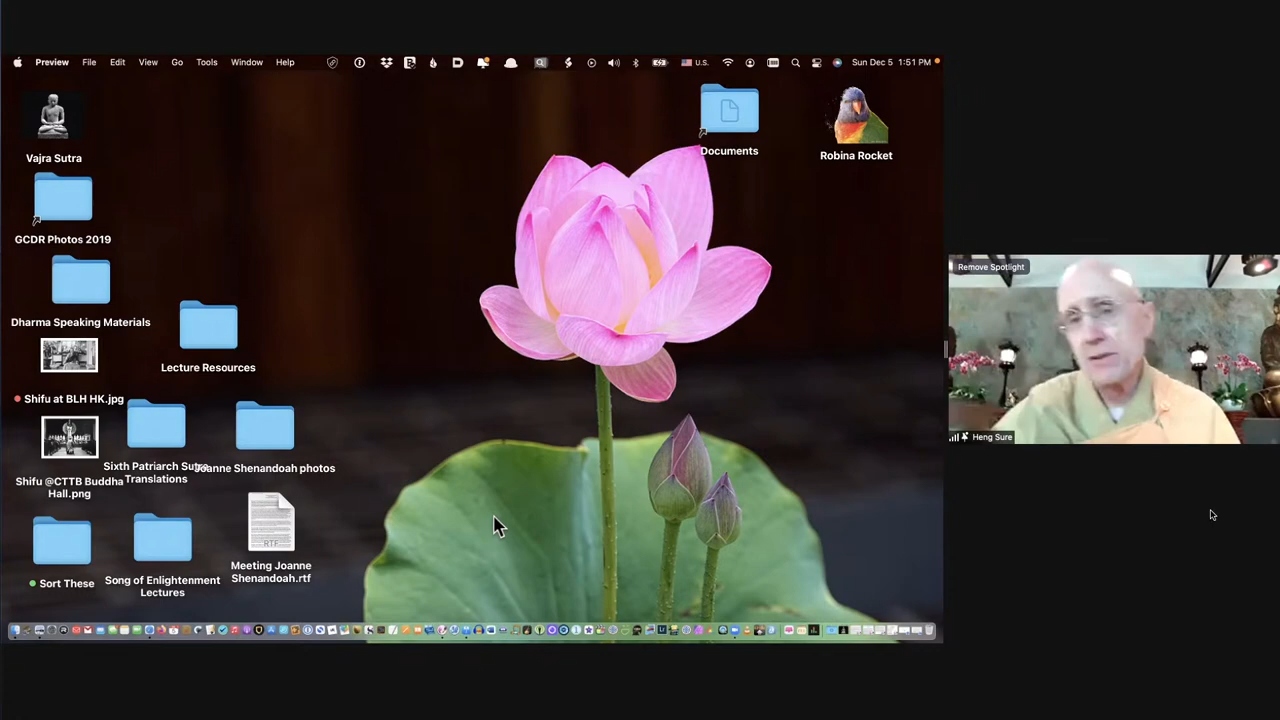 Preview File Edit View Go Tools Window Help U.S. Sun Dec 5 1:51 PM
Vajra Sutra
Documents
Robina Rocket
GCDR Photos 2019
Dharma Speaking Materials
Lecture Resources
Shifu at BLH HK.jpg
Shifu @CTTB Buddha
Hall.png
Sixth Patriarch Sutra
Translations
Joanne Shenandoah photos
RTF
Sort These
Song of Enlightenment
Lectures
Meeting Joanne
Shenandoah.rtf
Remove Spotlight
Heng Sure